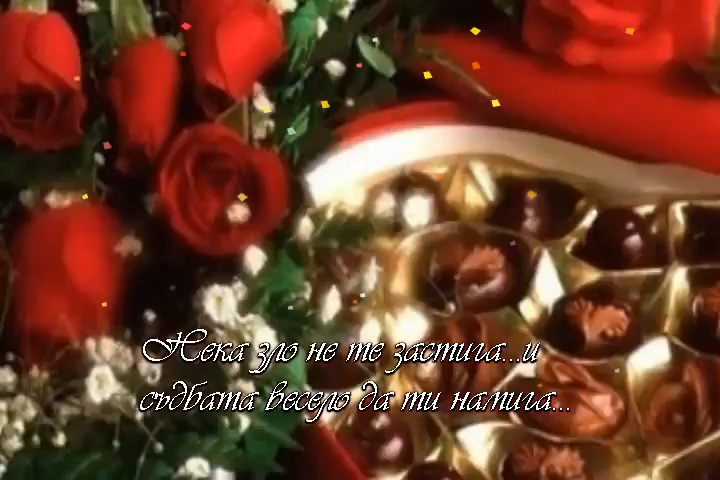 Нека зло не те застига...и
съдбата весело да ти намига...